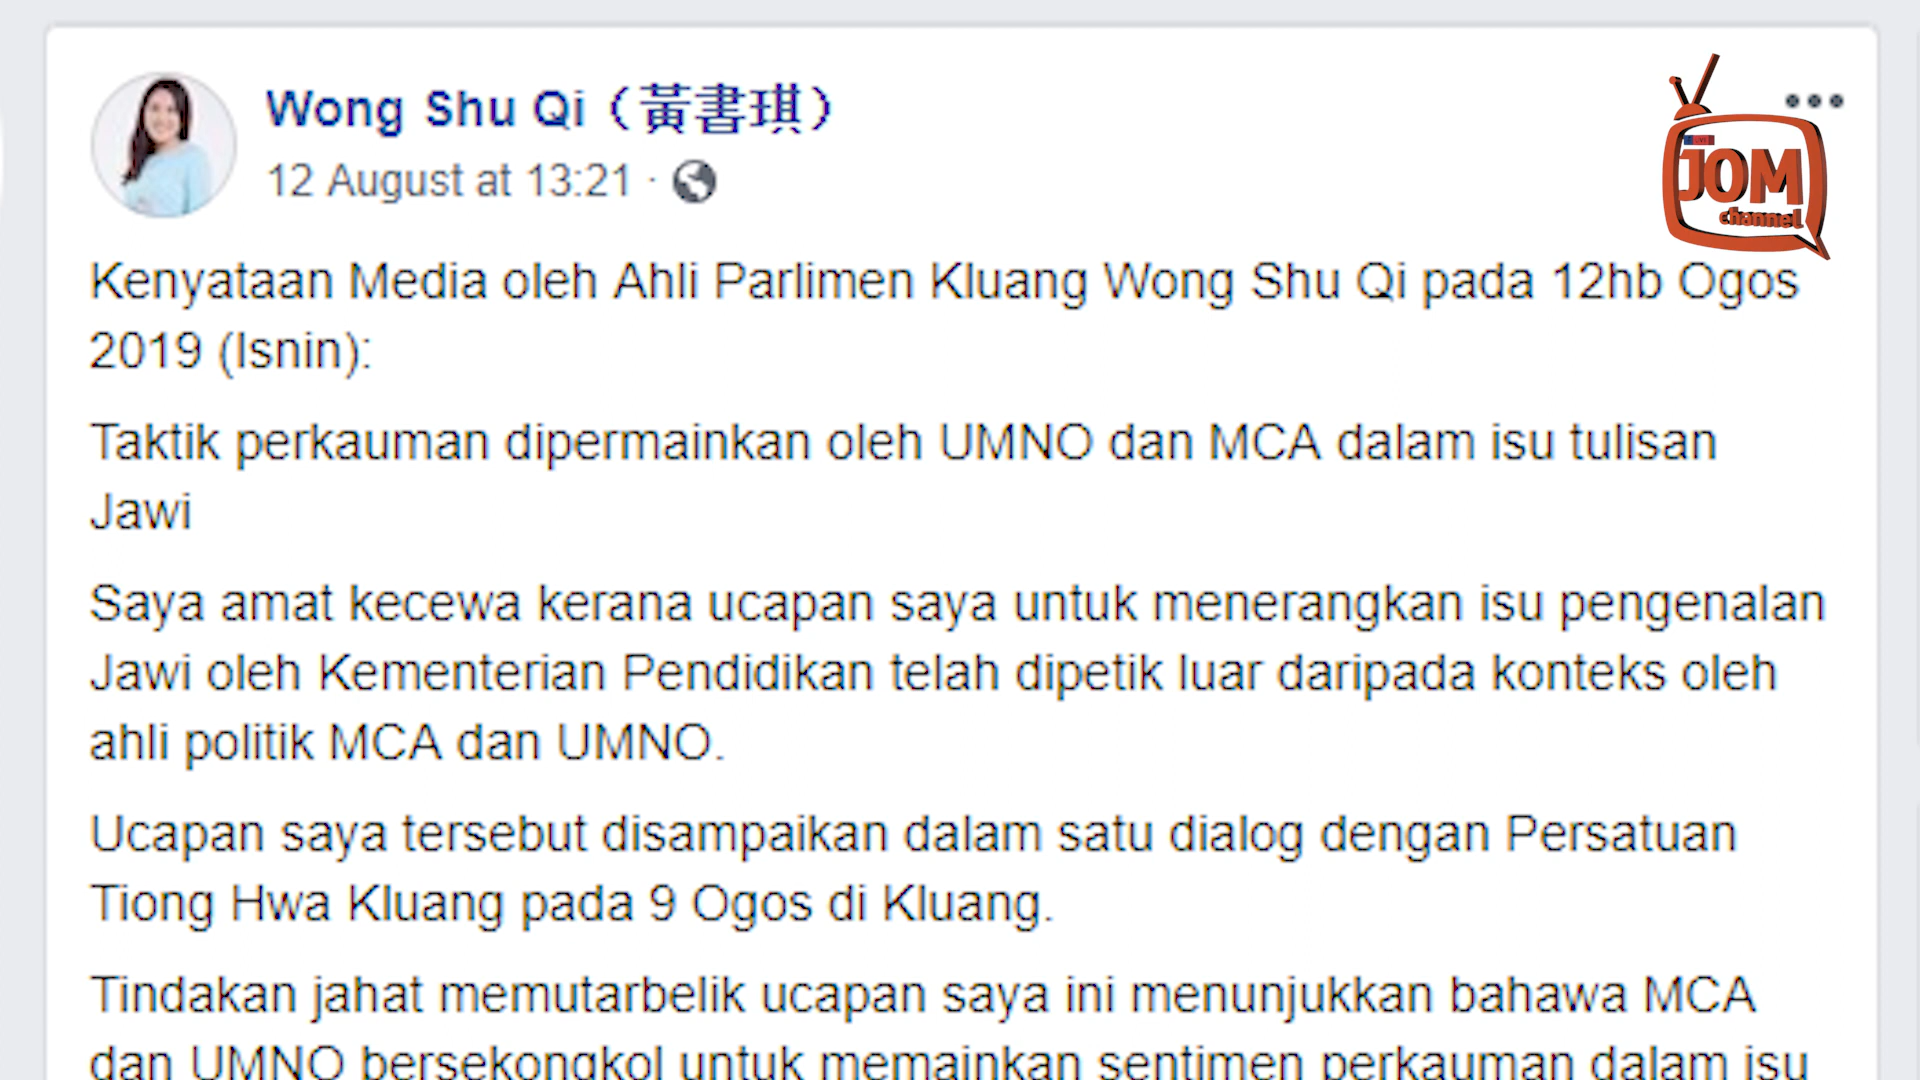 Wong Shu Qi (黃書琪)
12 August at 13:21 ·
JOM
channel
Kenyataan Media oleh Ahli Parlimen Kluang Wong Shu Qi pada 12hb Ogos
2019 (Isnin):
Taktik perkauman dipermainkan oleh UMNO dan MCA dalam isu tulisan
Jawi
Saya amat kecewa kerana ucapan saya untuk menerangkan isu pengenalan
Jawi oleh Kementerian Pendidikan telah dipetik luar daripada konteks oleh
ahli politik MCA dan UMNO.
Ucapan saya tersebut disampaikan dalam satu dialog dengan Persatuan
Tiong Hwa Kluang pada 9 Ogos di Kluang.
Tindakan jahat memutarbelik ucapan saya ini menunjukkan bahawa MCA
dan UMNO bersekongkol untuk memainkan sentimen perkauman dalam isu